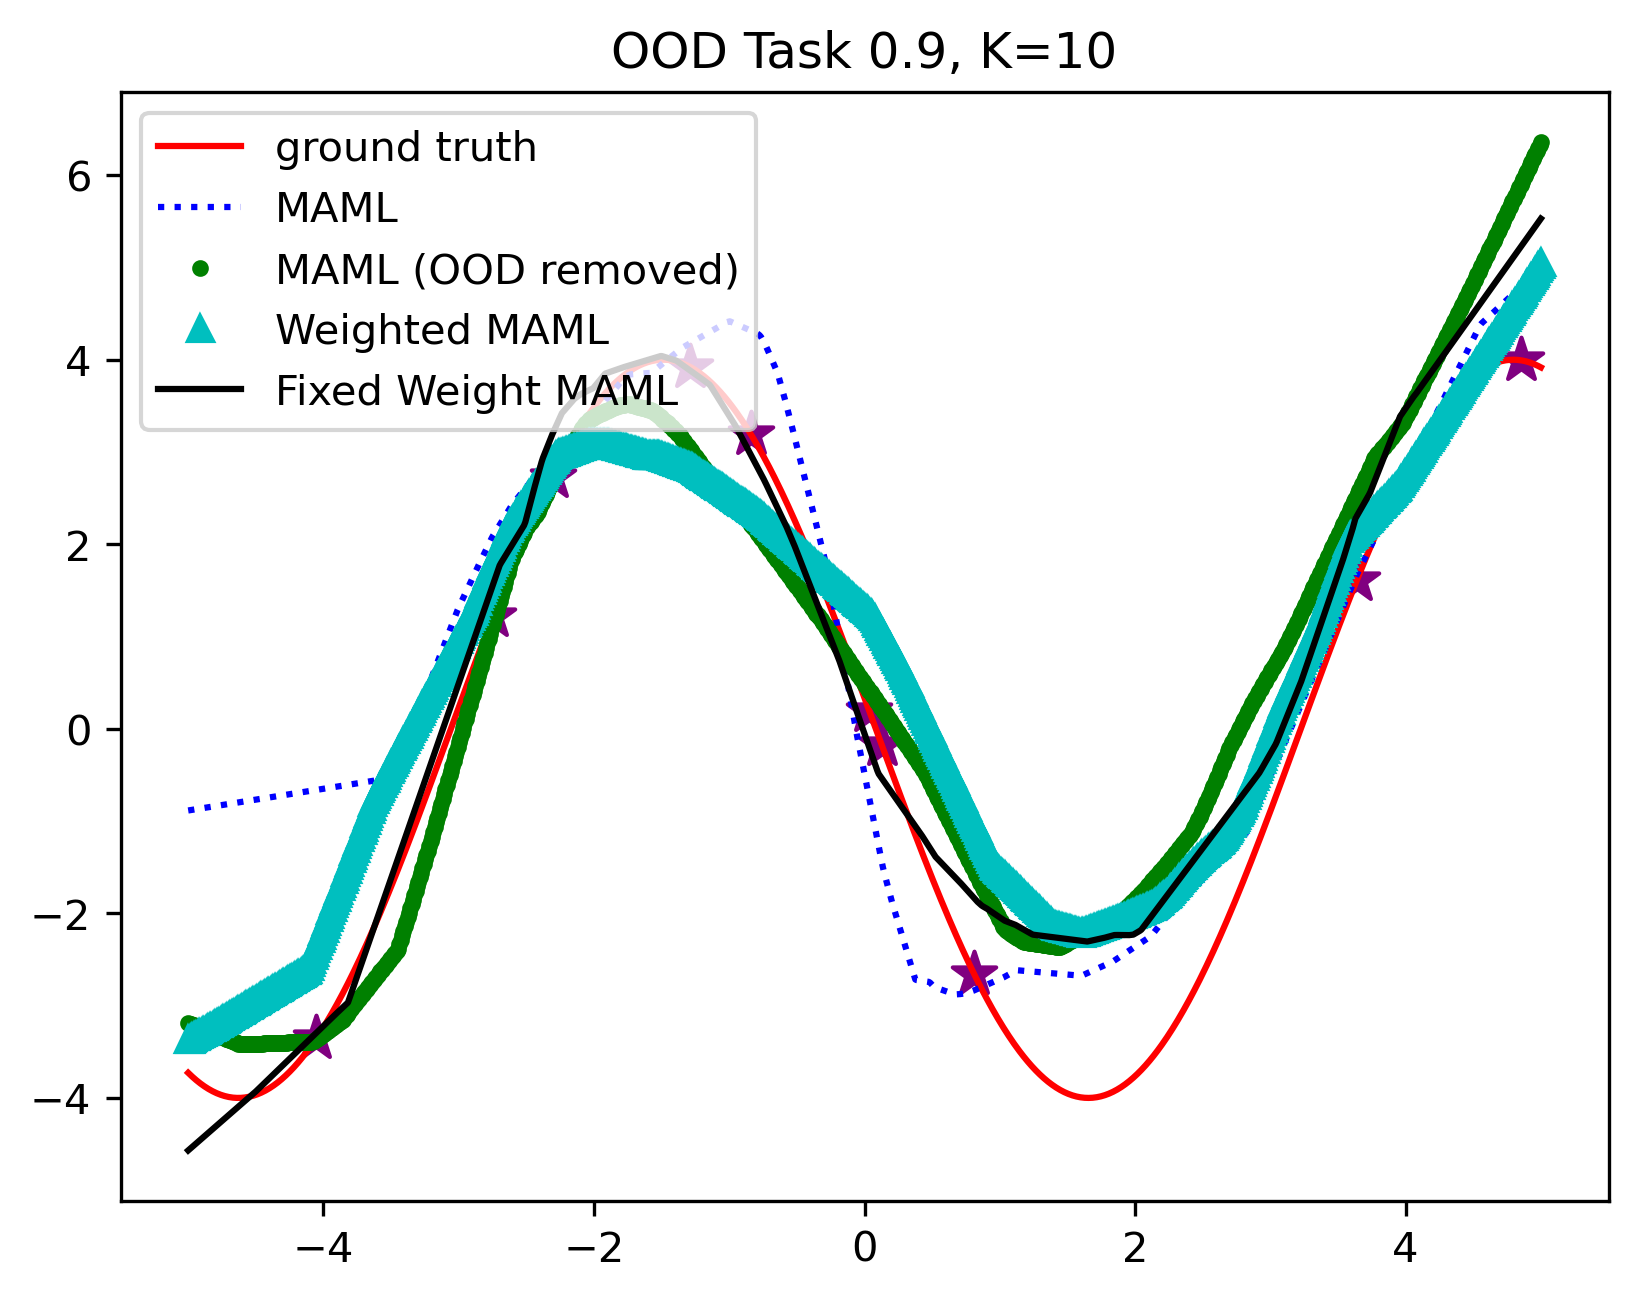 OOD Task 0.9, K=10
ground truth
MAML
MAML (OOD removed)
Weighted MAML
Fixed Weight MAML
6
4
2
0
−2
−4
−4 −2 0 2 4